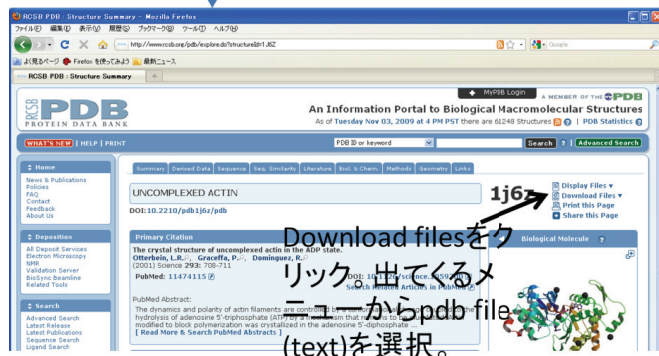 RCSB PDB : Structure Summary - Mozilla Firefox
ファイル(F) 編集(E) 表示(V) 履歴(S) ブックマーク(B) ツール(T) ヘルプ(H)
http://www.rcsb.org/pdb/explore.do?structureId=1J6Z
Google
よく見るページ Firefox を使ってみよう 最新ニュース
RCSB PDB : Structure Summary
MyPDB Login
A MEMBER OF THE PDB
RCSB PDB
PROTEIN DATA BANK
An Information Portal to Biological Macromolecular Structures
As of Tuesday Nov 03, 2009 at 4 PM PST there are 61248 Structures | PDB Statistics
WHAT'S NEW | HELP | PRINT
PDB ID or keyword
Search ? | Advanced Search
Home
News & Publications
Policies
FAQ
Contact
Feedback
About Us
Deposition
All Deposit Services
Electron Microscopy
NMR
Validation Server
BioSync Beamline
Related Tools
Search
Advanced Search
Latest Release
Latest Publications
Sequence Search
Ligand Search
Summary Derived Data Sequence Seq. Similarity Literature Biol. & Chem. Methods Geometry Links
UNCOMPLEXED ACTIN
1j6z
DOI:10.2210/pdb1j6z/pdb
Display Files
Download Files
Print this Page
Share this Page
Primary Citation
The crystal structure of uncomplexed actin in the ADP state.
Otterbein, L.R., Graceffa, P., Dominguez, R.
(2001) Science 293: 708-711
PubMed: 11474115
Search Related Articles in PubMed
PubMed Abstract:
The dynamics and polarity of actin filaments are controlled by
hydrolysis of adenosine 5'-triphosphate (ATP)
modified to block polymerization was crystallized in the adenosine 5'-diphosphate ...
[ Read More & Search PubMed Abstracts ]
Biological Molecule
Download filesをク
リック。出てくるメ
ニューからpdb file
(text)を選択。